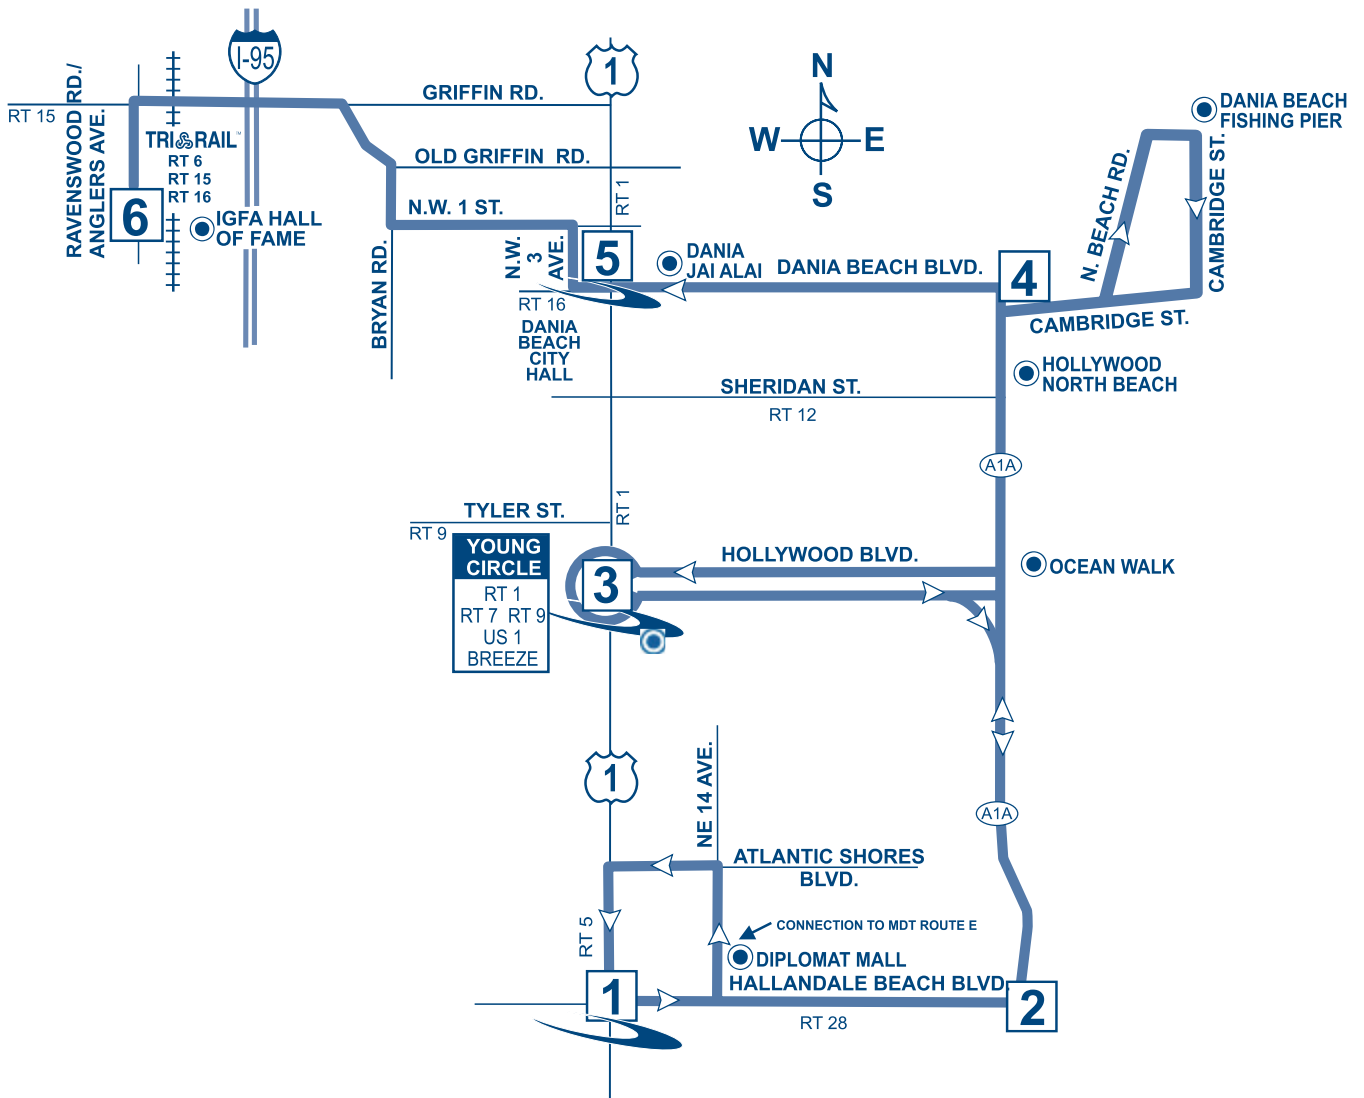 I-95
1
GRIFFIN RD.
RT 15
RAVENSWOOD RD./
ANGLERS AVE.
TRI RAIL™
RT 6
RT 15
RT 16
6
IGFA HALL
OF FAME
OLD GRIFFIN RD.
N.W. 1 ST.
BRYAN RD.
N.W.
3
AVE.
RT 1
5
RT 16
DANIA
BEACH
CITY
HALL
DANIA
JAI ALAI
DANIA BEACH BLVD.
N
W
E
S
4
N. BEACH RD.
CAMBRIDGE ST.
DANIA BEACH
FISHING PIER
CAMBRIDGE ST.
HOLLYWOOD
NORTH BEACH
SHERIDAN ST.
RT 12
A1A
RT 1
TYLER ST.
RT 9
YOUNG
CIRCLE
RT 1
RT 7 RT 9
US 1
BREEZE
3
HOLLYWOOD BLVD.
OCEAN WALK
1
NE 14 AVE.
A1A
ATLANTIC SHORES
BLVD.
RT 5
CONNECTION TO MDT ROUTE E
DIPLOMAT MALL
HALLANDALE BEACH BLVD.
1
2
RT 28